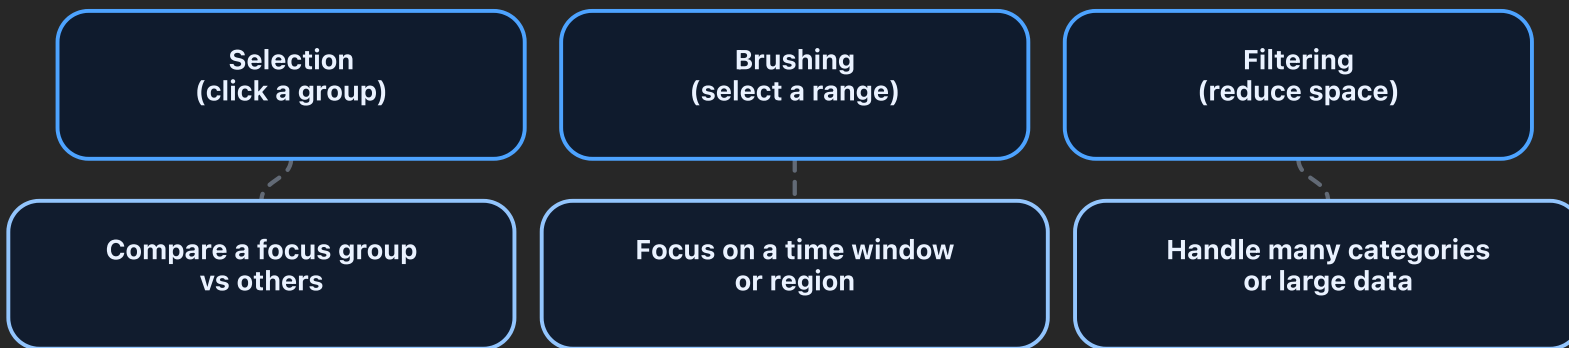 Selection
(click a group)
Brushing
(select a range)
Filtering
(reduce space)
Compare a focus group
vs others
Focus on a time window
or region
Handle many categories
or large data